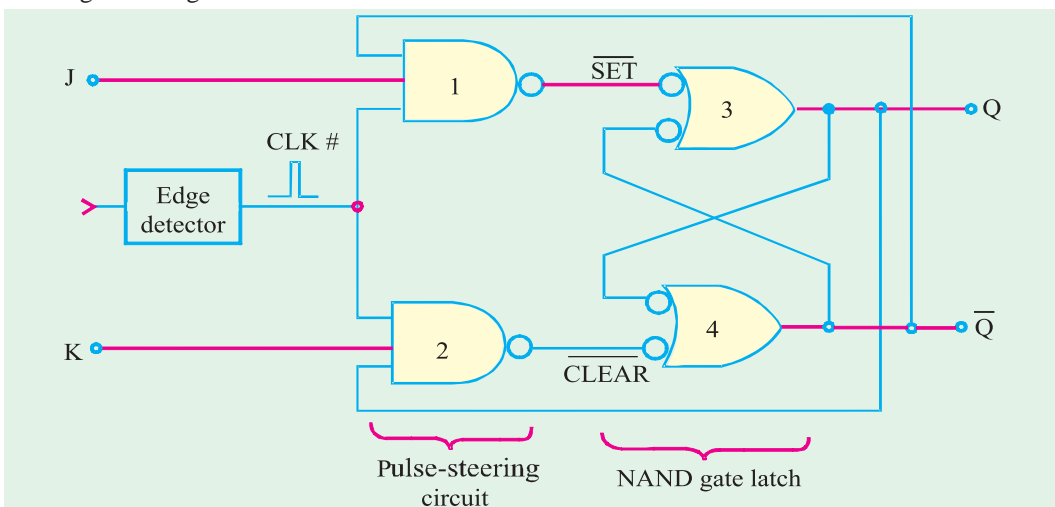 J
1
SET
3
Q
CLK #
Edge
detector
K
2
CLEAR
4
Q
Pulse-steering
circuit
NAND gate latch